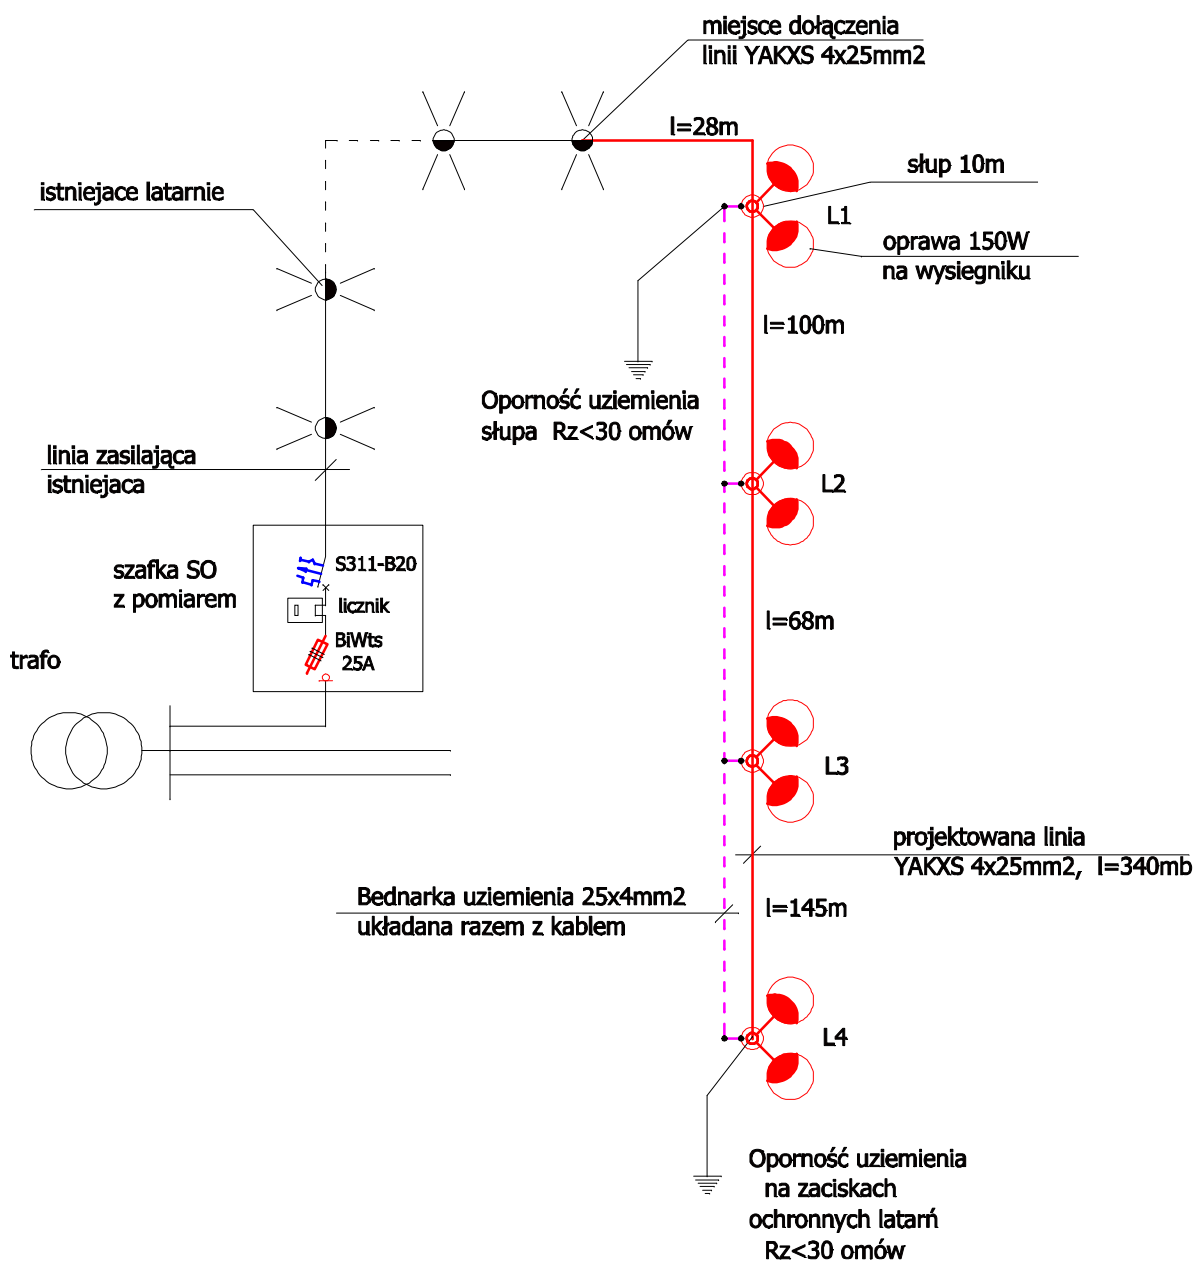 miejsce dołączenia
linii YAKXS 4x25mm2
l=28m
istniejace latarnie
słup 10m
L1
oprawa 150W
na wysiegniku
l=100m
Oporność uziemienia
słupa Rz<30 omów
linia zasilająca
istniejaca
L2
szafka SO
z pomiarem
S311-B20
licznik
BiWts
25A
l=68m
trafo
L3
projektowana linia
YAKXS 4x25mm2, l=340mb
Bednarka uziemienia 25x4mm2
układana razem z kablem
l=145m
L4
Oporność uziemienia
na zaciskach
ochronnych latarń
Rz<30 omów